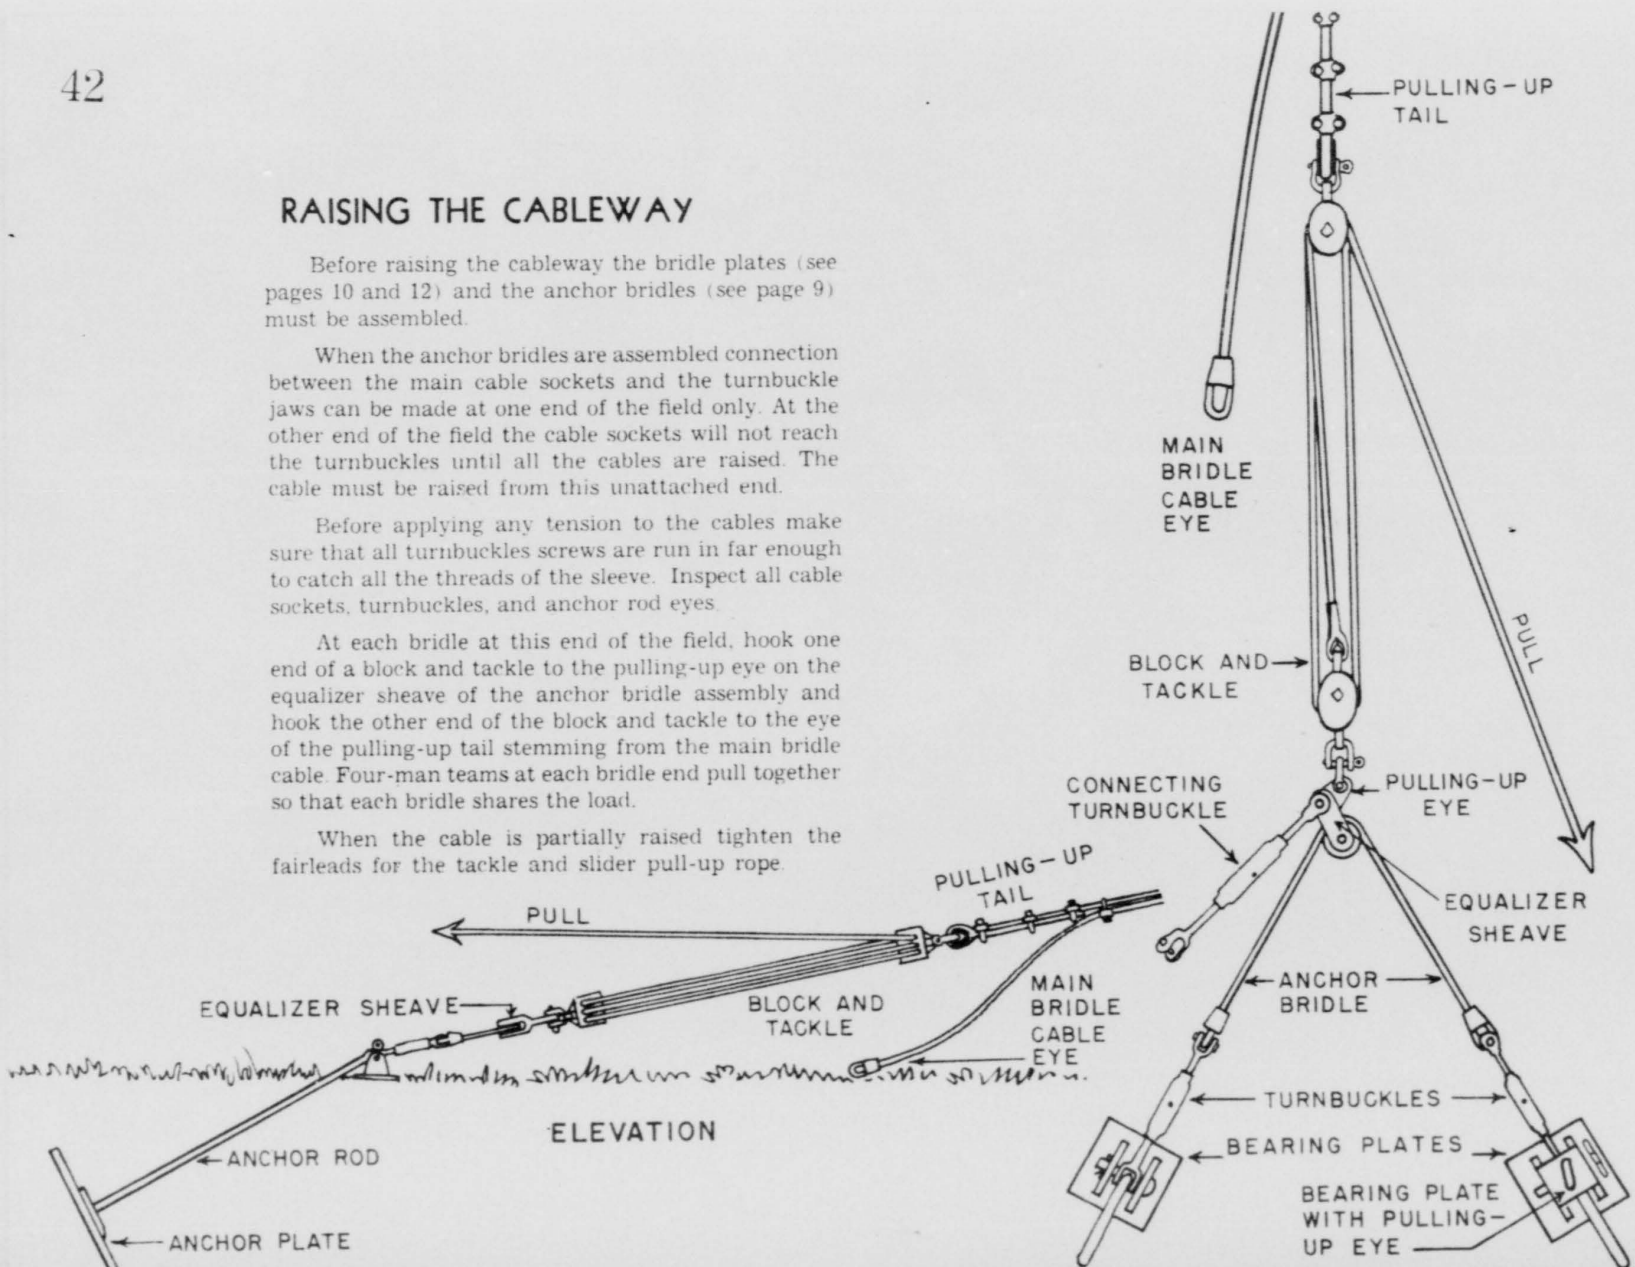 42
RAISING THE CABLEWAY
Before raising the cableway the bridle plates (see
pages 10 and 12) and the anchor bridles (see page 9)
must be assembled.
When the anchor bridles are assembled connection
between the main cable sockets and the turnbuckle
jaws can be made at one end of the field only. At the
other end of the field the cable sockets will not reach
the turnbuckles until all the cables are raised. The
cable must be raised from this unattached end.
Before applying any tension to the cables make
sure that all turnbuckles screws are run in far enough
to catch all the threads of the sleeve. Inspect all cable
sockets, turnbuckles, and anchor rod eyes.
At each bridle at this end of the field, hook one
end of a block and tackle to the pulling-up eye on the
equalizer sheave of the anchor bridle assembly and
hook the other end of the block and tackle to the eye
of the pulling-up tail stemming from the main bridle
cable. Four-man teams at each bridle end pull together
so that each bridle shares the load.
When the cable is partially raised tighten the
fairleads for the tackle and slider pull-up rope.
PULLING-UP
TAIL
PULL
EQUALIZER SHEAVE
BLOCK AND
TACKLE
MAIN
BRIDLE
CABLE
EYE
ELEVATION
ANCHOR ROD
ANCHOR PLATE
PULLING-UP
TAIL
MAIN
BRIDLE
CABLE
EYE
PULL
BLOCK AND
TACKLE
CONNECTING
TURNBUCKLE
PULLING-UP
EYE
EQUALIZER
SHEAVE
ANCHOR
BRIDLE
TURNBUCKLES
BEARING PLATES
BEARING PLATE
WITH PULLING-
UP EYE